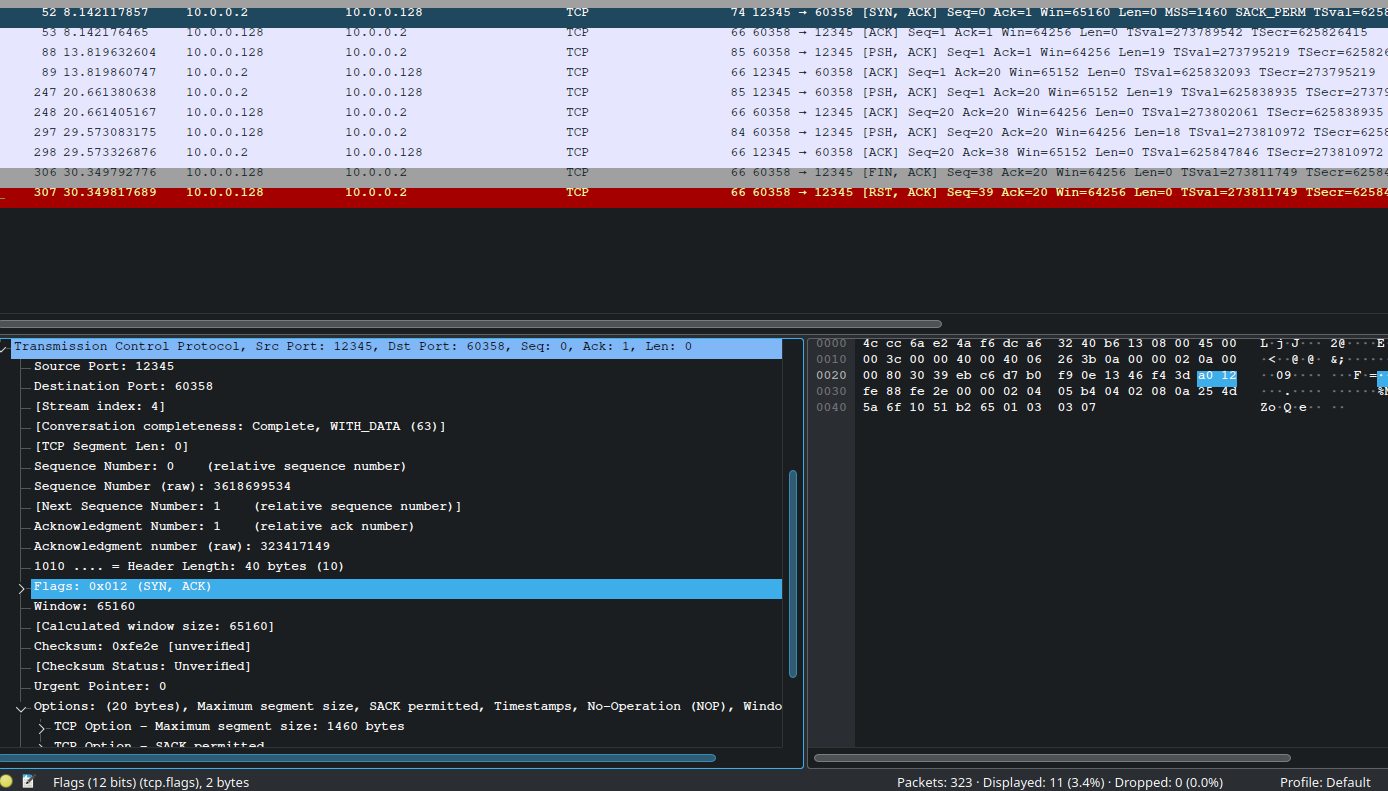 52 8.142117857 10.0.0.2 10.0.0.128 TCP 74 12345 → 60358 [SYN, ACK] Seq=0 Ack=1 Win=65160 Len=0 MSS=1460 SACK_PERM TSval=6258
53 8.142176465 10.0.0.128 10.0.0.2 TCP 66 60358 → 12345 [ACK] Seq=1 Ack=1 Win=64256 Len=0 TSval=273789542 TSecr=625826415
88 13.819632604 10.0.0.128 10.0.0.2 TCP 85 60358 → 12345 [PSH, ACK] Seq=1 Ack=1 Win=64256 Len=19 TSval=273795219 TSecr=62582
89 13.819860747 10.0.0.2 10.0.0.128 TCP 66 12345 → 60358 [ACK] Seq=1 Ack=20 Win=65152 Len=0 TSval=625832093 TSecr=273795219
247 20.661380638 10.0.0.2 10.0.0.128 TCP 85 12345 → 60358 [PSH, ACK] Seq=1 Ack=20 Win=65152 Len=19 TSval=625838935 TSecr=27379
248 20.661405167 10.0.0.128 10.0.0.2 TCP 66 60358 → 12345 [ACK] Seq=20 Ack=20 Win=64256 Len=0 TSval=273802061 TSecr=625838935
297 29.573083175 10.0.0.128 10.0.0.2 TCP 84 60358 → 12345 [PSH, ACK] Seq=20 Ack=20 Win=64256 Len=18 TSval=273810972 TSecr=6258
298 29.573326876 10.0.0.2 10.0.0.128 TCP 66 12345 → 60358 [ACK] Seq=20 Ack=38 Win=65152 Len=0 TSval=625847846 TSecr=273810972
306 30.349792776 10.0.0.128 10.0.0.2 TCP 66 60358 → 12345 [FIN, ACK] Seq=38 Ack=20 Win=64256 Len=0 TSval=273811749 TSecr=62584
307 30.349817689 10.0.0.128 10.0.0.2 TCP 66 60358 → 12345 [RST, ACK] Seq=39 Ack=20 Win=64256 Len=0 TSval=273811749 TSecr=62584
Transmission Control Protocol, Src Port: 12345, Dst Port: 60358, Seq: 0, Ack: 1, Len: 0
Source Port: 12345
Destination Port: 60358
[Stream index: 4]
[Conversation completeness: Complete, WITH_DATA (63)]
[TCP Segment Len: 0]
Sequence Number: 0 (relative sequence number)
Sequence Number (raw): 3618699534
[Next Sequence Number: 1 (relative sequence number)]
Acknowledgment Number: 1 (relative ack number)
Acknowledgment number (raw): 323417149
1010 .... = Header Length: 40 bytes (10)
Flags: 0x012 (SYN, ACK)
Window: 65160
[Calculated window size: 65160]
Checksum: 0xfe2e [unverified]
[Checksum Status: Unverified]
Urgent Pointer: 0
Options: (20 bytes), Maximum segment size, SACK permitted, Timestamps, No-Operation (NOP), Windo
TCP Option - Maximum segment size: 1460 bytes
TCP Option - SACK permitted
0000 4c cc 6a e2 4a f6 dc a6 32 40 b6 13 08 00 45 00 L·j·J··· 2@····E
0010 00 3c 00 00 40 00 40 06 26 3b 0a 00 00 02 0a 00 ·<··@·@· &;······
0020 00 80 30 39 eb c6 d7 b0 f9 0e 13 46 f4 3d a0 12 ··09···· ···F·=·
0030 fe 88 fe 2e 00 00 02 04 05 b4 04 02 08 0a 25 4d ···.···· ······%M
0040 5a 6f 10 51 b2 65 01 03 03 07 Zo·Q·e·· ··
Flags (12 bits) (tcp.flags), 2 bytes
Packets: 323 · Displayed: 11 (3.4%) · Dropped: 0 (0.0%)
Profile: Default